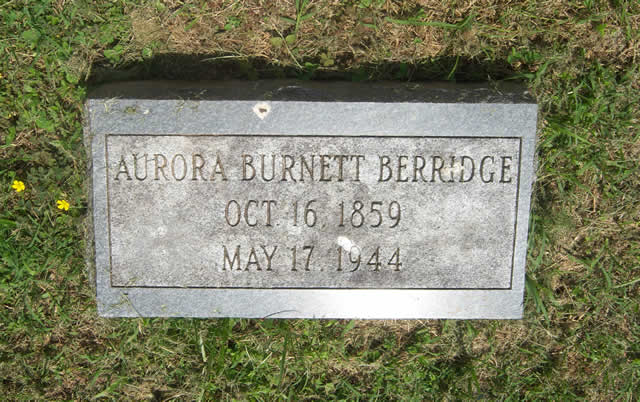 AURORA BURNETT BERRIDGE
OCT. 16, 1859
MAY 17, 1944